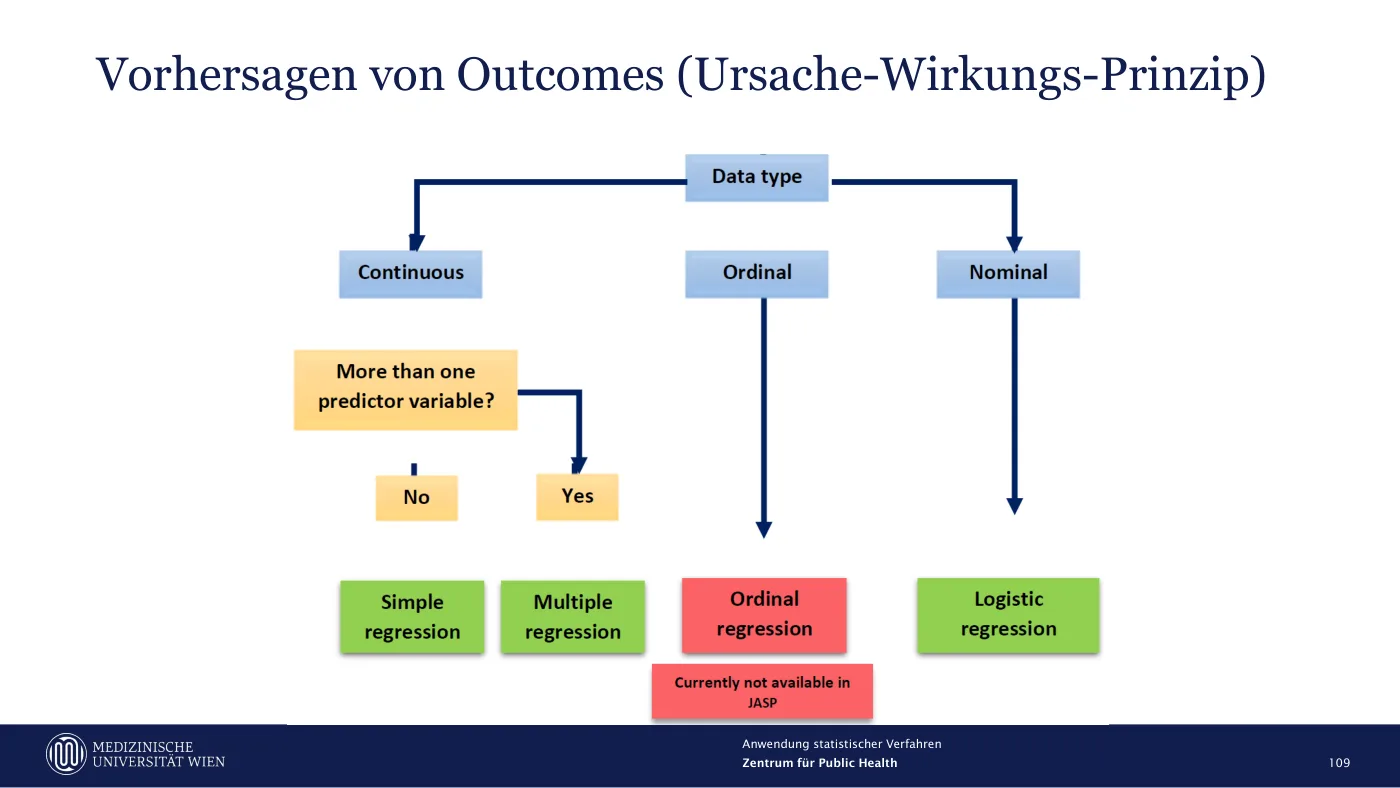 Vorhersagen von Outcomes (Ursache-Wirkungs-Prinzip)
Data type
Continuous
Ordinal
Nominal
More than one
predictor variable?
No
Yes
Simple
regression
Multiple
regression
Ordinal
regression
Logistic
regression
Currently not available in
JASP
MEDIZINISCHE
UNIVERSITÄT WIEN
Anwendung statistischer Verfahren
Zentrum für Public Health
109